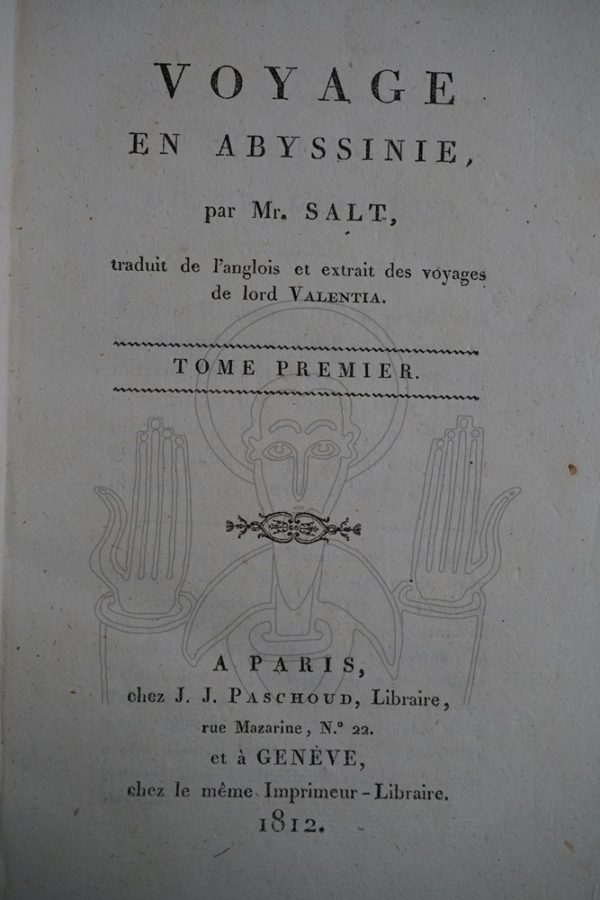 VOYAGE
EN ABYSSINIE,
par Mr. SALT,
traduit de l'anglois et extrait des voyages
de lord VALENTIA.
TOME PREMIER.
A PARIS,
chez J. J. PASCHOUD, Libraire,
rue Mazarine, N.° 22.
et à GENÈVE,
chez le même Imprimeur-Libraire.
1812.